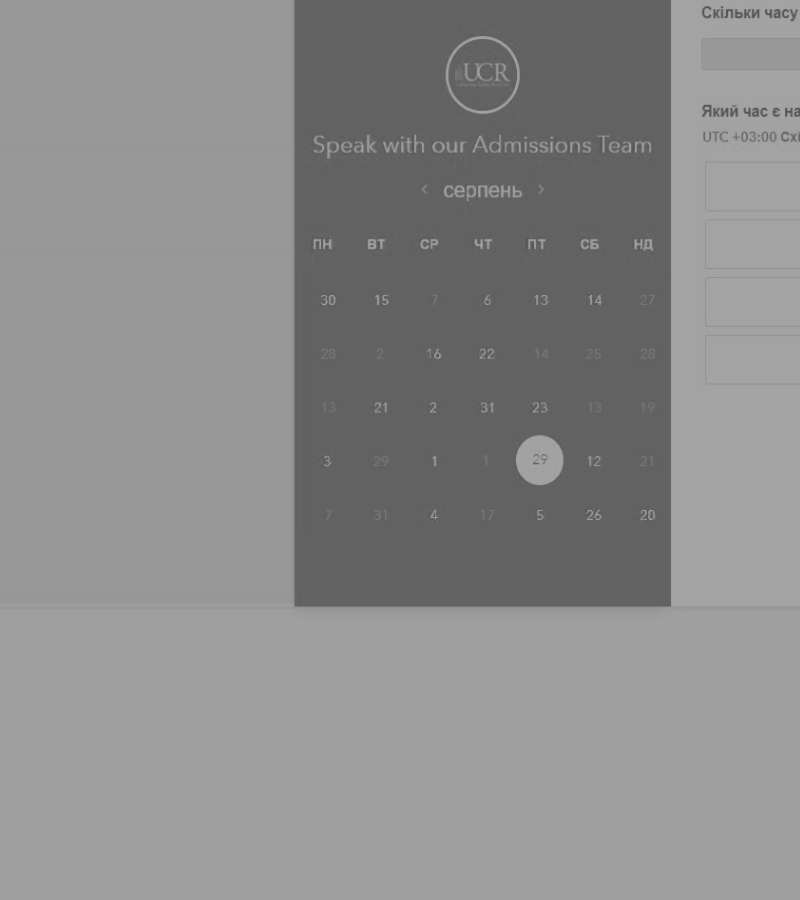 Скільки часу
UCR
Speak with our Admissions Team
‹ серпень ›
Який час є на
UTC +03:00 Схі
ПН ВТ СР ЧТ ПТ СБ НД
30 15 7 6 13 14 27
28 2 16 22 14 25 28
13 21 2 31 23 13 19
3 29 1 1 29 12 21
7 31 4 17 5 26 20